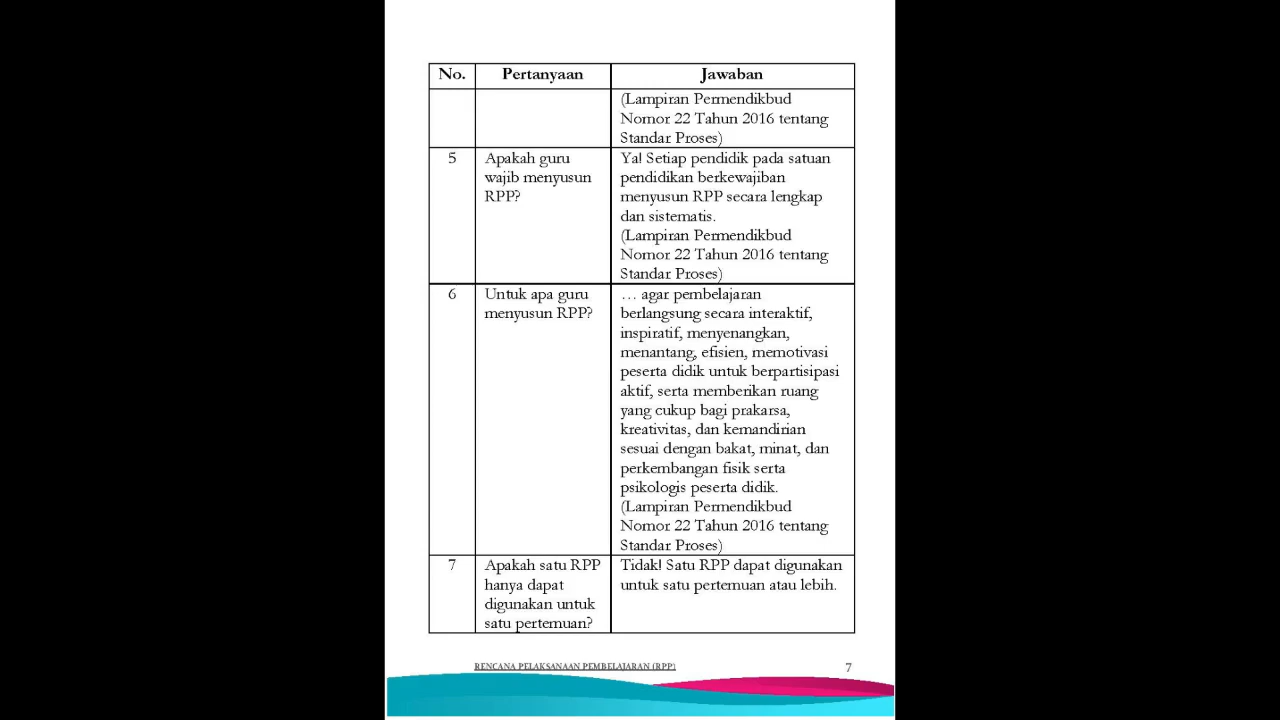 No. Pertanyaan Jawaban
(Lampiran Permendikbud
Nomor 22 Tahun 2016 tentang
Standar Proses)
5 Apakah guru Ya! Setiap pendidik pada satuan
wajib menyusun pendidikan berkewajiban
RPP? menyusun RPP secara lengkap
dan sistematis.
(Lampiran Permendikbud
Nomor 22 Tahun 2016 tentang
Standar Proses)
6 Untuk apa guru … agar pembelajaran
menyusun RPP? berlangsung secara interaktif,
inspiratif, menyenangkan,
menantang, efisien, memotivasi
peserta didik untuk berpartisipasi
aktif, serta memberikan ruang
yang cukup bagi prakarsa,
kreativitas, dan kemandirian
sesuai dengan bakat, minat, dan
perkembangan fisik serta
psikologis peserta didik.
(Lampiran Permendikbud
Nomor 22 Tahun 2016 tentang
Standar Proses)
7 Apakah satu RPP Tidak! Satu RPP dapat digunakan
hanya dapat untuk satu pertemuan atau lebih.
digunakan untuk
satu pertemuan?
RENCANA PELAKSANAAN PEMBELAJARAN (RPP) 7